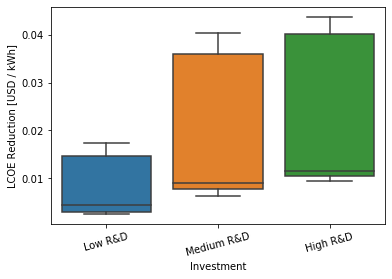 LCOE Reduction [USD / kWh]
0.04
0.03
0.02
0.01
Low R&D
Medium R&D
High R&D
Investment